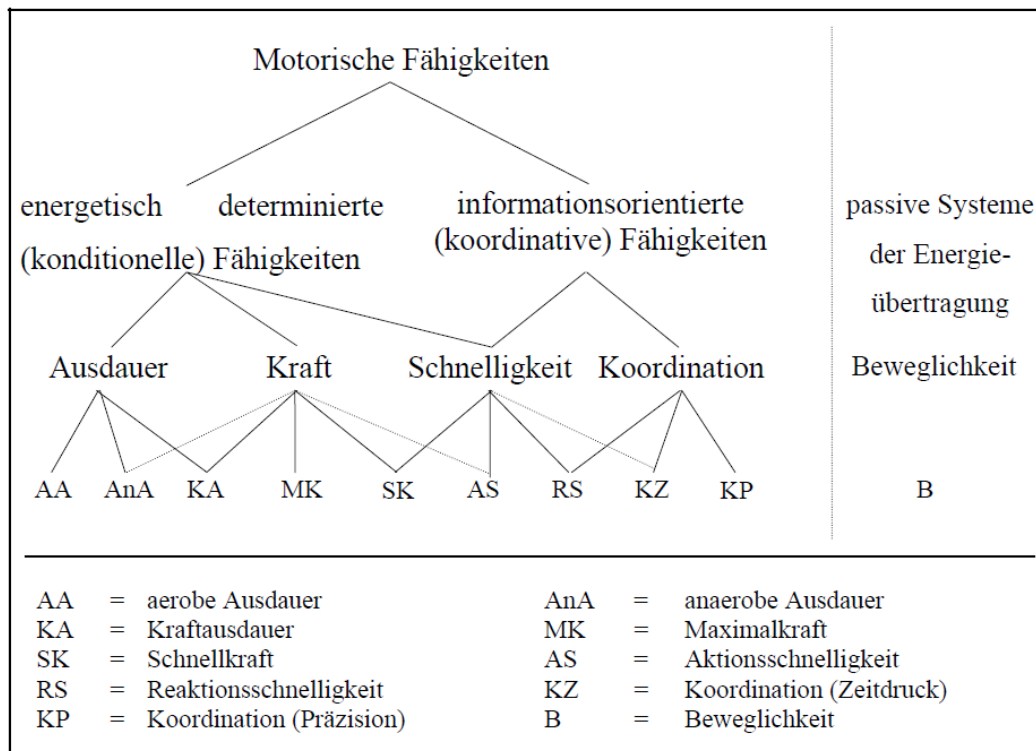 Motorische Fähigkeiten
energetisch determinierte
(konditionelle) Fähigkeiten
informationsorientierte
(koordinative) Fähigkeiten
passive Systeme
der Energie-
übertragung
Ausdauer Kraft Schnelligkeit Koordination Beweglichkeit
AA AnA KA MK SK AS RS KZ KP B
AA = aerobe Ausdauer AnA = anaerobe Ausdauer
KA = Kraftausdauer MK = Maximalkraft
SK = Schnellkraft AS = Aktionsschnelligkeit
RS = Reaktionsschnelligkeit KZ = Koordination (Zeitdruck)
KP = Koordination (Präzision) B = Beweglichkeit